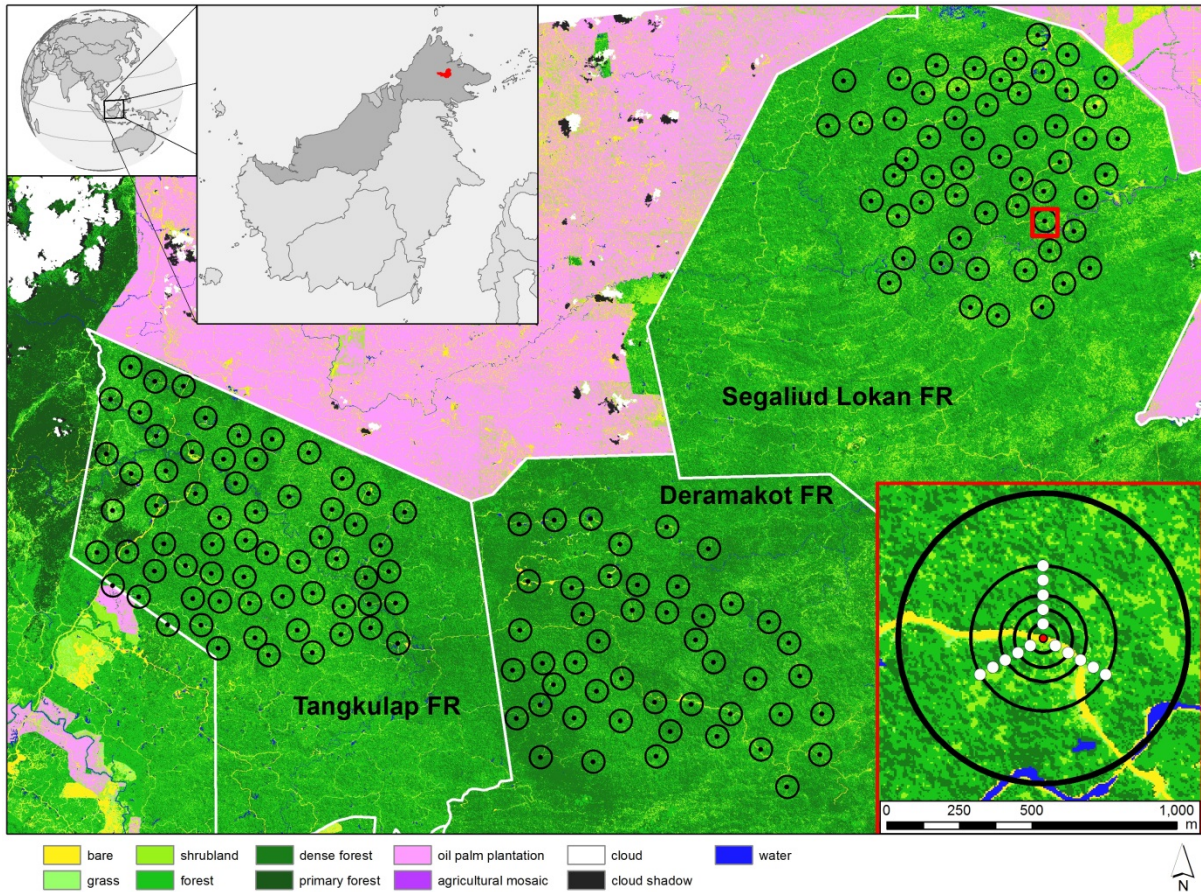 Segaliud Lokan FR
Deramakot FR
Tangkulap FR
0 250 500 1,000
m
bare shrubland dense forest oil palm plantation cloud water
grass forest primary forest agricultural mosaic cloud shadow
N